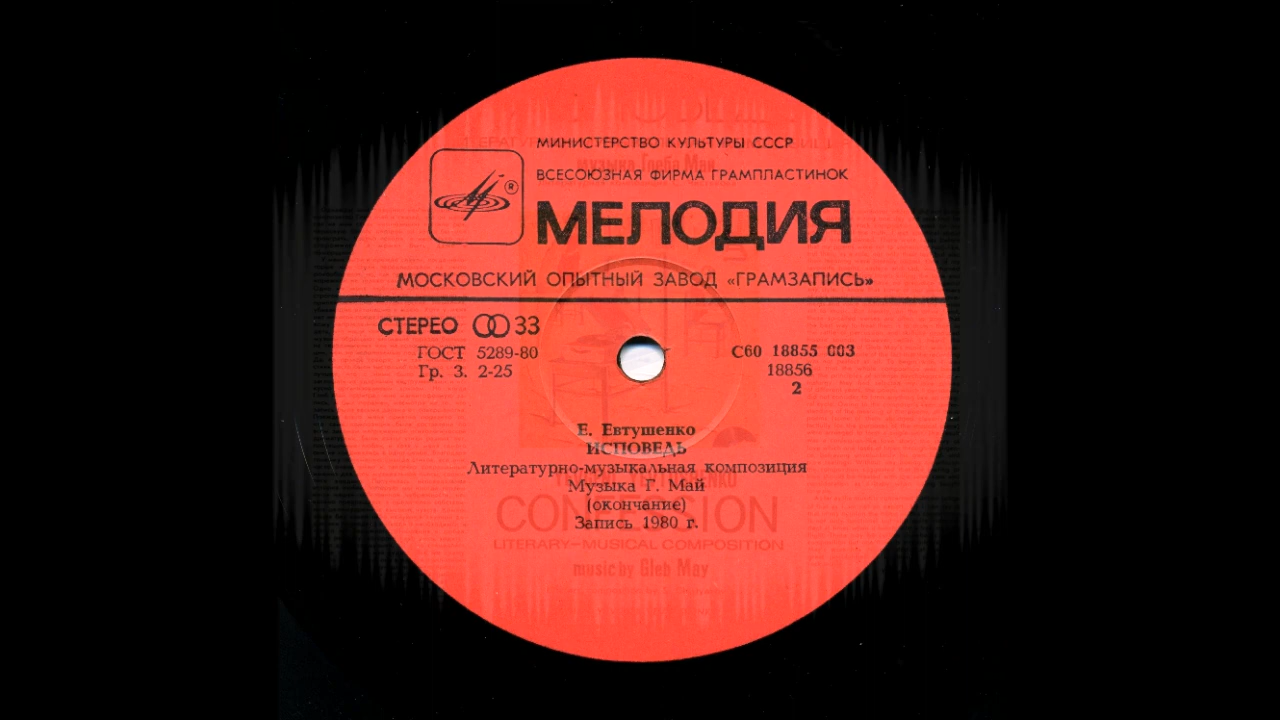 МИНИСТЕРСТВО КУЛЬТУРЫ СССР
ВСЕСОЮЗНАЯ ФИРМА ГРАМПЛАСТИНОК
®
МЕЛОДИЯ
МОСКОВСКИЙ ОПЫТНЫЙ ЗАВОД «ГРАМЗАПИСЬ»
СТЕРЕО 33
ГОСТ 5289-80
Гр. 3. 2-25
С60 18855 003
18856
2
Е. Евтушенко
ИСПОВЕДЬ
Литературно-музыкальная композиция
Музыка Г. Май
(окончание)
Запись 1980 г.
CONFESSION
LITERARY–MUSICAL COMPOSITION
music by Gleb May